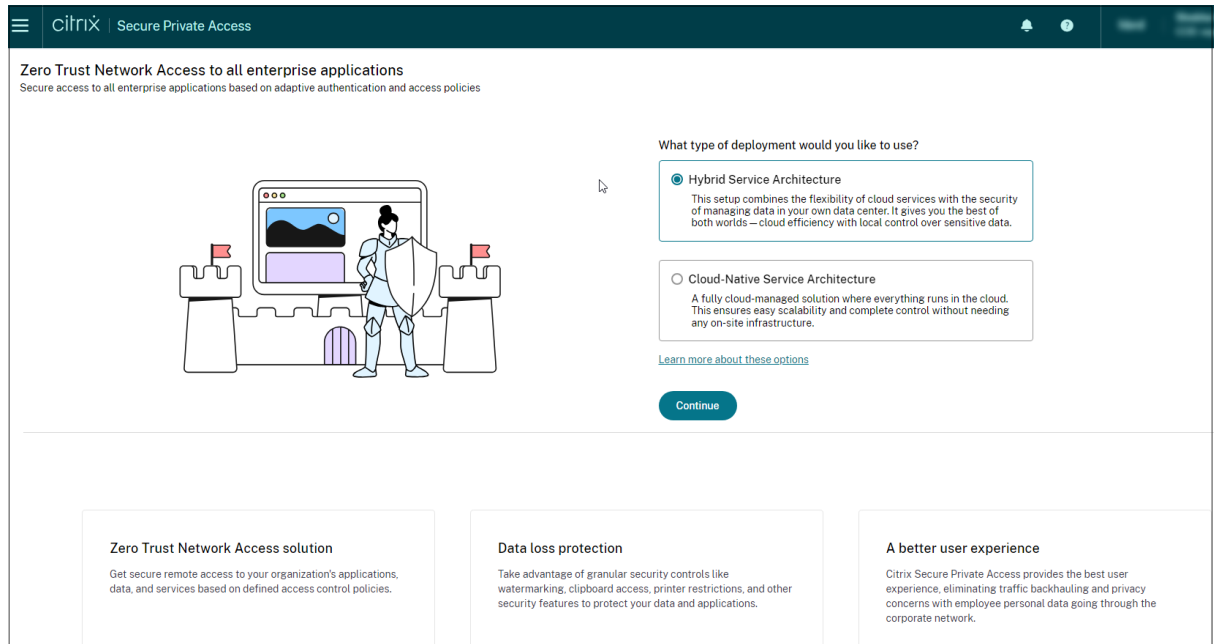 citrix | Secure Private Access
Zero Trust Network Access to all enterprise applications
Secure access to all enterprise applications based on adaptive authentication and access policies
What type of deployment would you like to use?
Hybrid Service Architecture
This setup combines the flexibility of cloud services with the security
of managing data in your own data center. It gives you the best of
both worlds — cloud efficiency with local control over sensitive data.
Cloud-Native Service Architecture
A fully cloud-managed solution where everything runs in the cloud.
This ensures easy scalability and complete control without needing
any on-site infrastructure.
Learn more about these options
Continue
Zero Trust Network Access solution
Get secure remote access to your organization's applications,
data, and services based on defined access control policies.
Data loss protection
Take advantage of granular security controls like
watermarking, clipboard access, printer restrictions, and other
security features to protect your data and applications.
A better user experience
Citrix Secure Private Access provides the best user
experience, eliminating traffic backhauling and privacy
concerns with employee personal data going through the
corporate network.